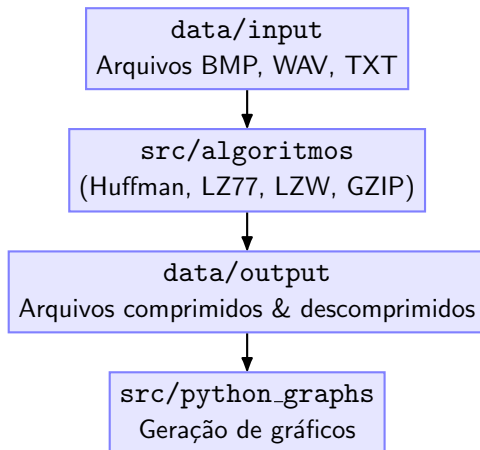 data/input
Arquivos BMP, WAV, TXT
src/algoritmos
(Huffman, LZ77, LZW, GZIP)
data/output
Arquivos comprimidos & descomprimidos
src/python_graphs
Geração de gráficos